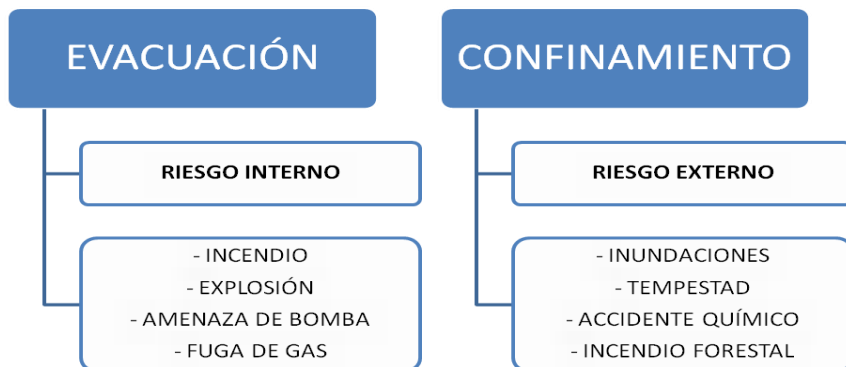 EVACUACIÓN
RIESGO INTERNO
- INCENDIO
- EXPLOSIÓN
- AMENAZA DE BOMBA
- FUGA DE GAS
CONFINAMIENTO
RIESGO EXTERNO
- INUNDACIONES
- TEMPESTAD
- ACCIDENTE QUÍMICO
- INCENDIO FORESTAL